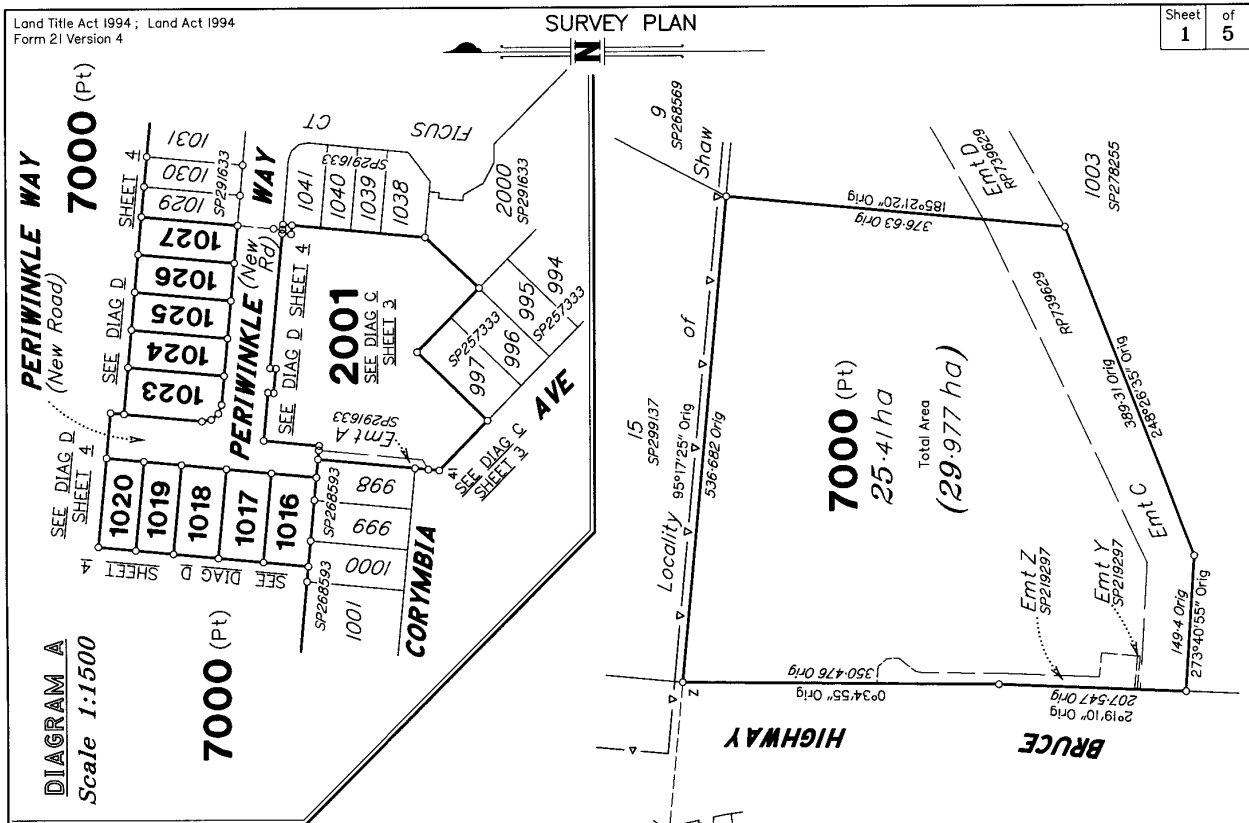 Land Title Act 1994 ; Land Act 1994
Form 21 Version 4
SURVEY PLAN
Sheet of
1 5
N
DIAGRAM A
Scale 1:1500
7000 (Pt)
7000 (Pt)
PERIWINKLE WAY
(New Road)
SEE DIAG D
SHEET 4
SEE DIAG D
SHEET 4
SEE DIAG D SHEET 4
1020
1019
1018
1017
1016
1023
1024
1025
1026
1027
1029
1030
1031
SP291633
PERIWINKLE WAY
(New Rd)
SEE DIAG D SHEET 4
2001
SEE DIAG C
SHEET 3
1041
1040
1039
1038
SP291633
FICUS CT
2000
SP291633
994
995
SP257333
996
997
SP257333
Emt A
SP291633
41
SEE DIAG C
SHEET 3
CORYMBIA AVE
SP268593
998
999
1000
SP268593
1001
9
SP268569
15
SP299137
Locality of Shaw
95°17'25" Orig
536·682 Orig
185°21'20" Orig
376·63 Orig
Emt D
RP739629
1003
SP278255
RP739629
389·31 Orig
248°26'35" Orig
Emt C
7000 (Pt)
25·41ha
Total Area
(29·977 ha)
Emt Z
SP219297
Emt Y
SP219297
149·4 Orig
273°40'55" Orig
350·476 Orig
0°34'55" Orig
207·547 Orig
2°19'10" Orig
Z
BRUCE HIGHWAY